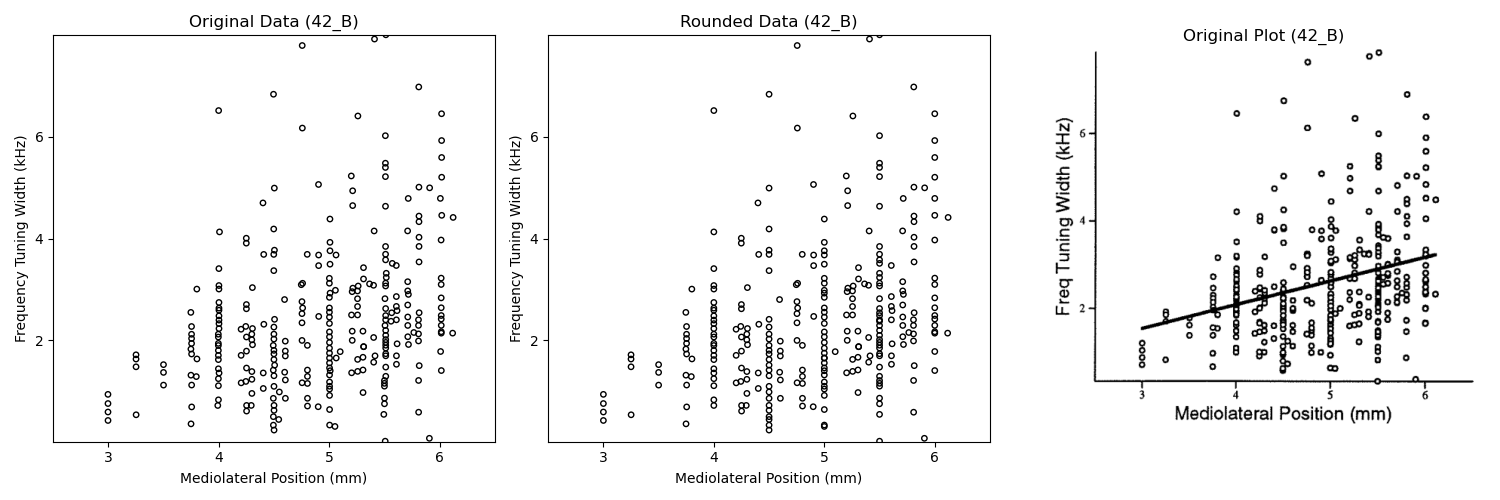 Original Data (42_B)
Frequency Tuning Width (kHz)
6
4
2
3 4 5 6
Mediolateral Position (mm)
Rounded Data (42_B)
Frequency Tuning Width (kHz)
6
4
2
3 4 5 6
Mediolateral Position (mm)
Original Plot (42_B)
Freq Tuning Width (kHz)
6
4
2
3 4 5 6
Mediolateral Position (mm)